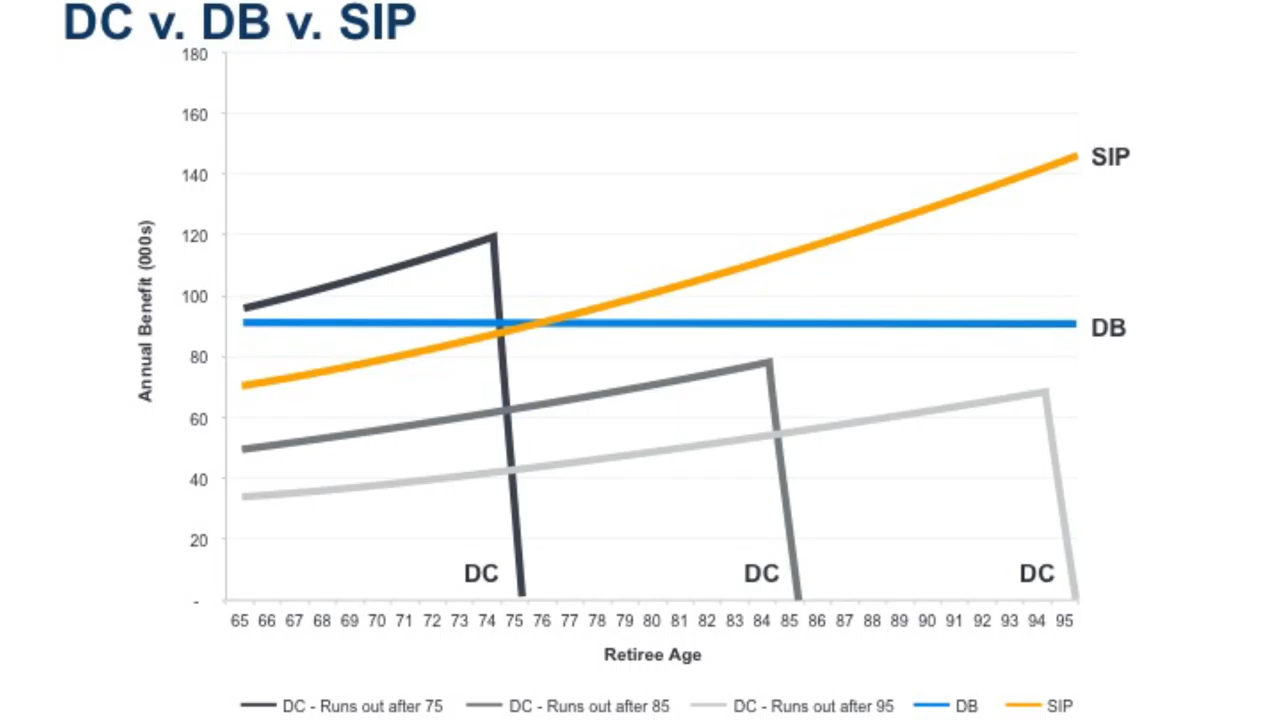 DC v. DB v. SIP
180
160
140
120
100
80
60
40
20
-
Annual Benefit (000s)
SIP
DB
DC DC DC
65 66 67 68 69 70 71 72 73 74 75 76 77 78 79 80 81 82 83 84 85 86 87 88 89 90 91 92 93 94 95
Retiree Age
DC - Runs out after 75 DC - Runs out after 85 DC - Runs out after 95 DB SIP